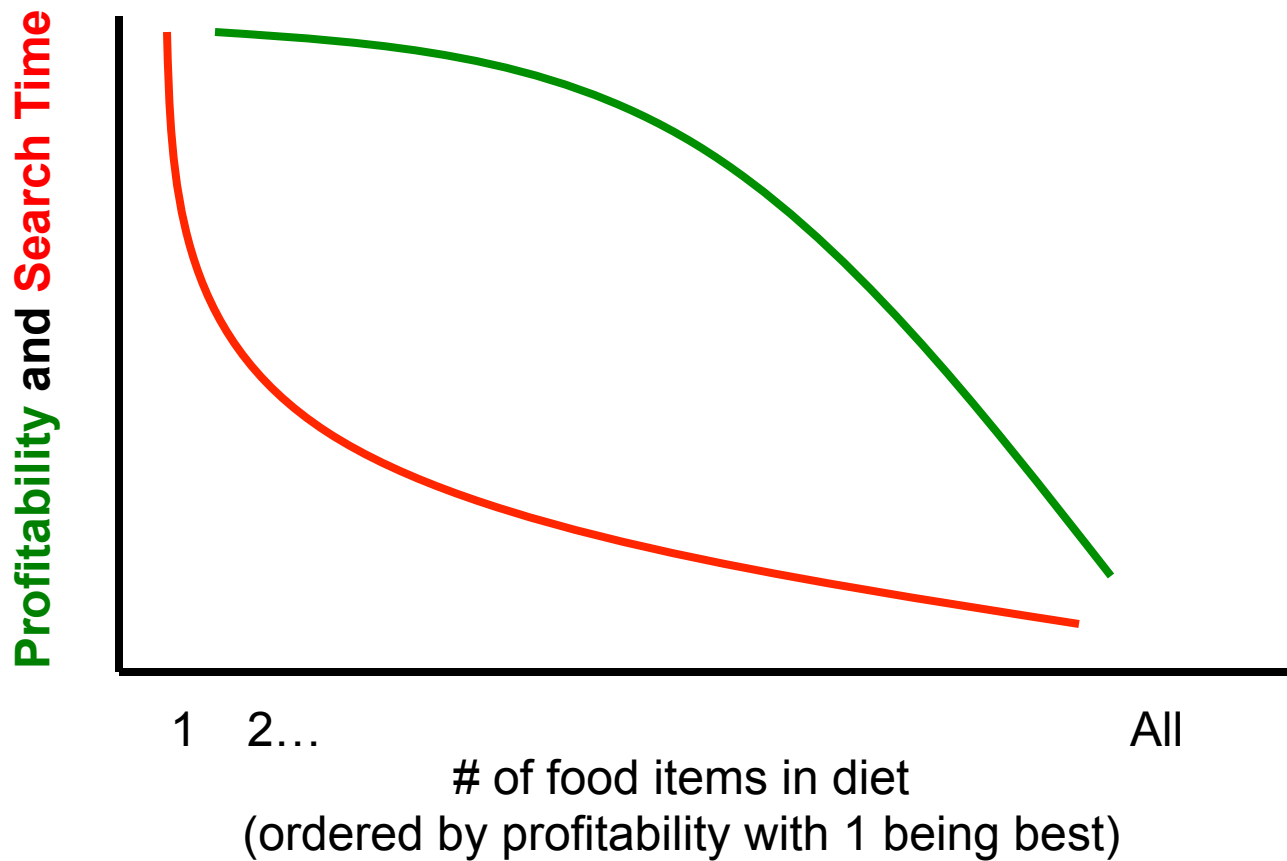 Profitability and Search Time
1 2… All
# of food items in diet
(ordered by profitability with 1 being best)